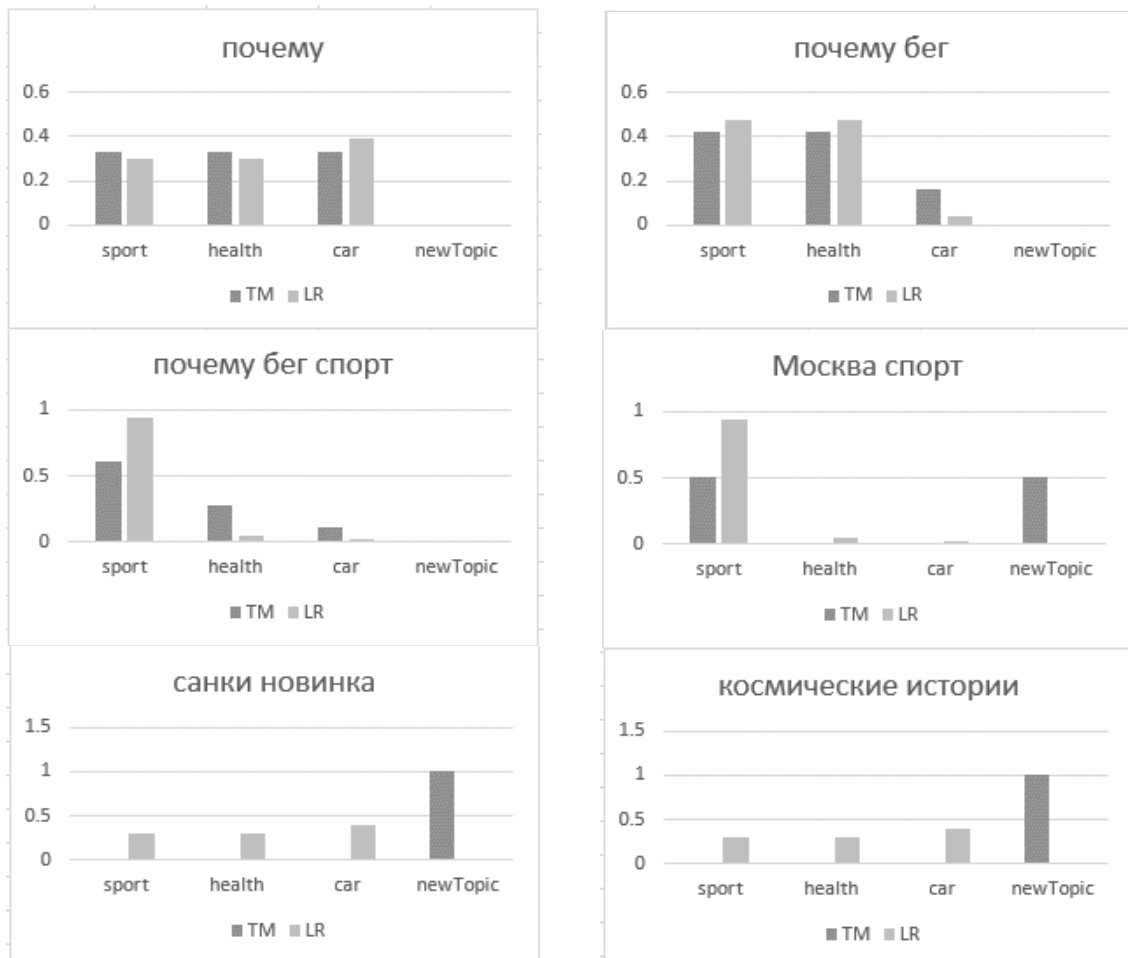 почему
0.6
0.4
0.2
0
sport health car newTopic
TM LR
почему бег
0.6
0.4
0.2
0
sport health car newTopic
TM LR
почему бег спорт
1
0.5
0
sport health car newTopic
TM LR
Москва спорт
1
0.5
0
sport health car newTopic
TM LR
санки новинка
1.5
1
0.5
0
sport health car newTopic
TM LR
космические истории
1.5
1
0.5
0
sport health car newTopic
TM LR